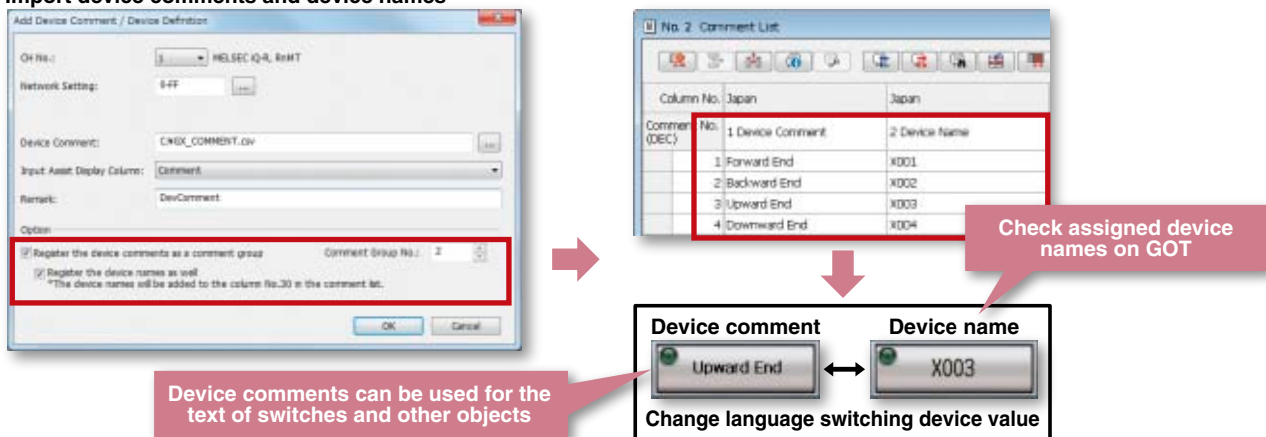 Import device comments and device names
Add Device Comment / Device Definition
CH No.: 1 MELSEC iQ-R, RnMT
Network Setting: 0-FF ...
Device Comment: C:¥GX_COMMENT.csv ...
Input Assist Display Column: Comment
Remark: DevComment
Option
Register the device comments as a comment group Comment Group No.: 2
Register the device names as well
*The device names will be added to the column No.30 in the comment list.
OK Cancel
No. 2 Comment List
Column No. Japan Japan
Comment No. (DEC) 1 Device Comment 2 Device Name
1 Forward End X001
2 Backward End X002
3 Upward End X003
4 Downward End X004
Check assigned device
names on GOT
Device comment Device name
Upward End X003
Change language switching device value
Device comments can be used for the
text of switches and other objects